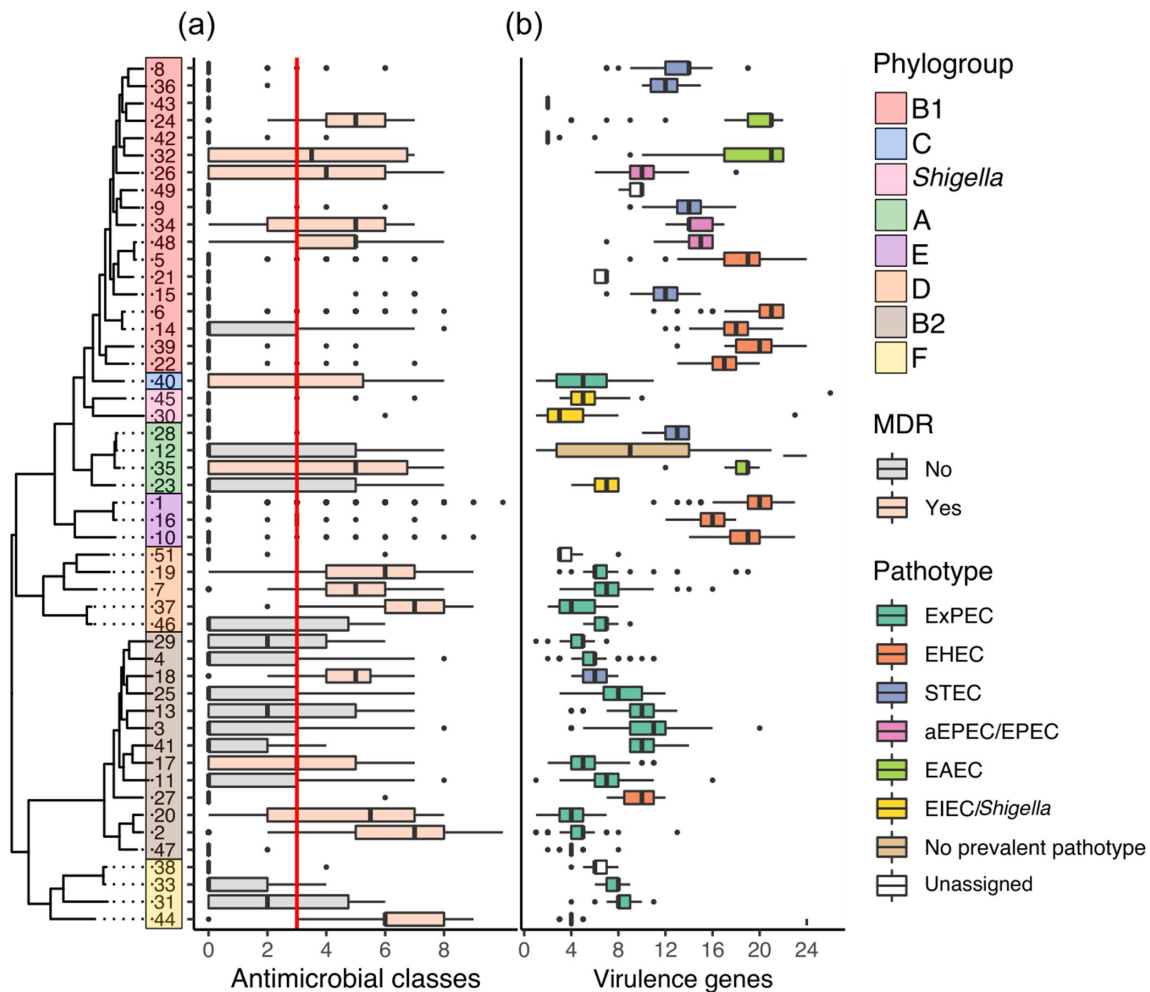 (a) (b)
8
36
43
24
42
32
26
49
9
34
48
5
21
15
6
14
39
22
40
45
30
28
12
35
23
1
16
10
51
19
7
37
46
29
4
18
25
13
3
41
17
11
27
20
2
47
38
33
31
44
0 2 4 6 8
Antimicrobial classes
0 4 8 12 16 20 24
Virulence genes
Phylogroup
B1
C
Shigella
A
E
D
B2
F
MDR
No
Yes
Pathotype
ExPEC
EHEC
STEC
aEPEC/EPEC
EAEC
EIEC/Shigella
No prevalent pathotype
Unassigned